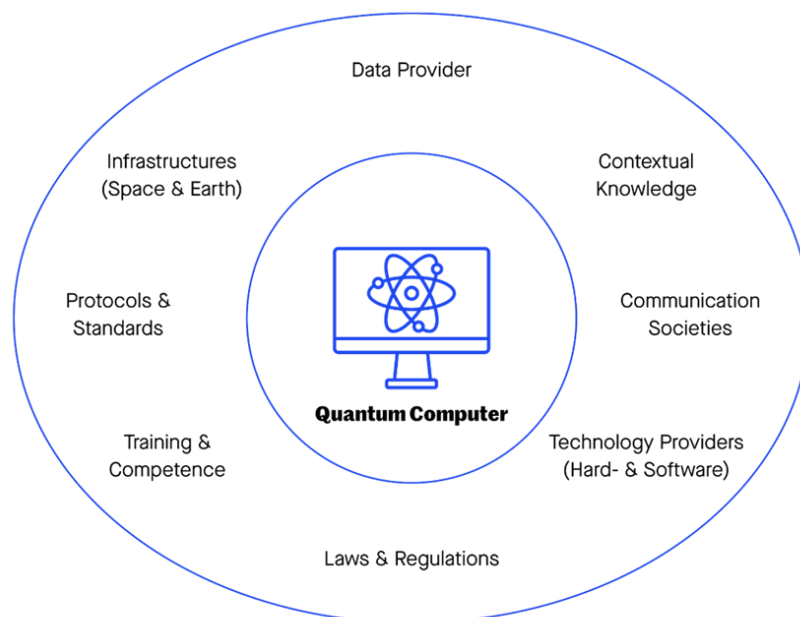 Data Provider
Infrastructures
(Space & Earth)
Contextual
Knowledge
Protocols &
Standards
Communication
Societies
Quantum Computer
Training &
Competence
Technology Providers
(Hard- & Software)
Laws & Regulations